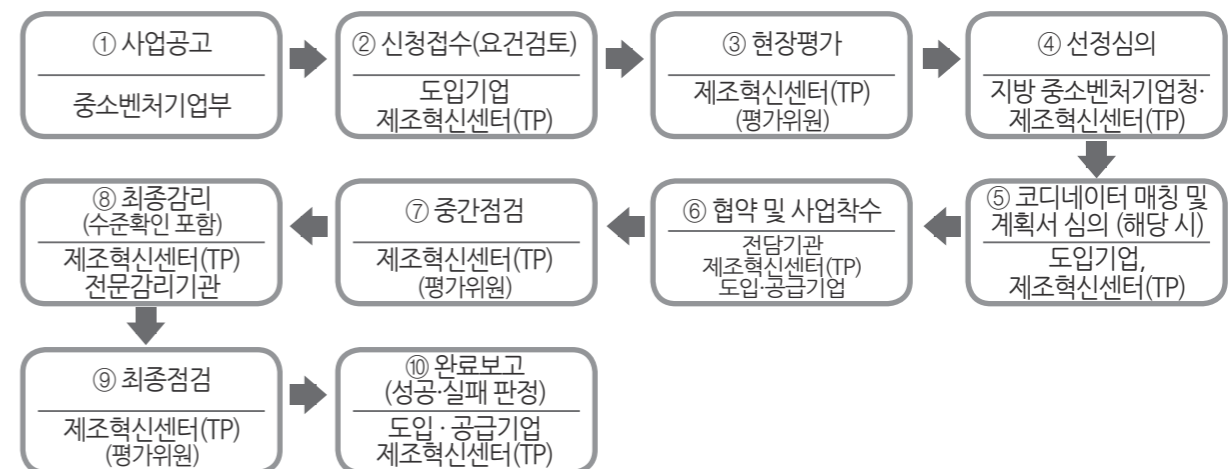 ① 사업공고
중소벤처기업부
② 신청접수(요건검토)
도입기업
제조혁신센터(TP)
③ 현장평가
제조혁신센터(TP)
(평가위원)
④ 선정심의
지방 중소벤처기업청·
제조혁신센터(TP)
⑤ 코디네이터 매칭 및
계획서 심의 (해당 시)
도입기업,
제조혁신센터(TP)
⑥ 협약 및 사업착수
전담기관
제조혁신센터(TP)
도입·공급기업
⑦ 중간점검
제조혁신센터(TP)
(평가위원)
⑧ 최종감리
(수준확인 포함)
제조혁신센터(TP)
전문감리기관
⑨ 최종점검
제조혁신센터(TP)
(평가위원)
⑩ 완료보고
(성공·실패 판정)
도입 · 공급기업
제조혁신센터(TP)